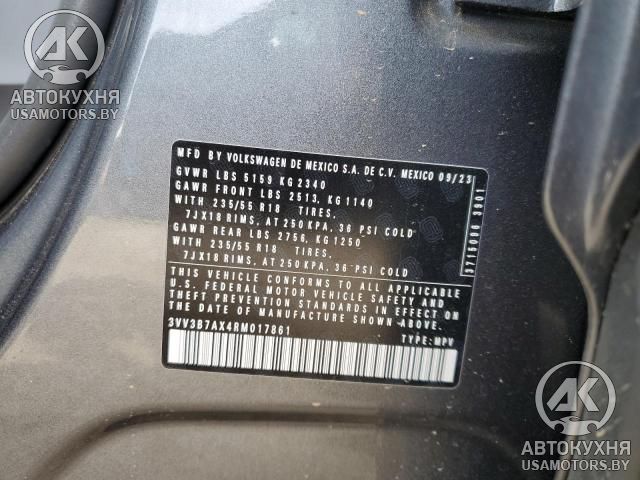 AK
АВТОКУХНЯ
USAMOTORS.BY
MFD BY VOLKSWAGEN DE MEXICO S.A. DE C.V. MEXICO 09/23
GVWR LBS 5159 KG 2340
GAWR FRONT LBS 2513, KG 1140
WITH 235/55 R18 TIRES,
7JX18 RIMS, AT 250 KPA, 36 PSI COLD
GAWR REAR LBS 2756, KG 1250
WITH 235/55 R18 TIRES,
7JX18 RIMS, AT 250 KPA, 36 PSI COLD
THIS VEHICLE CONFORMS TO ALL APPLICABLE
U.S. FEDERAL MOTOR VEHICLE SAFETY AND
THEFT PREVENTION STANDARDS IN EFFECT ON THE
DATE OF MANUFACTURE SHOWN ABOVE.
3VV3B7AX4RM017861
TYPE: MPV
3901
AK
АВТОКУХНЯ
USAMOTORS.BY